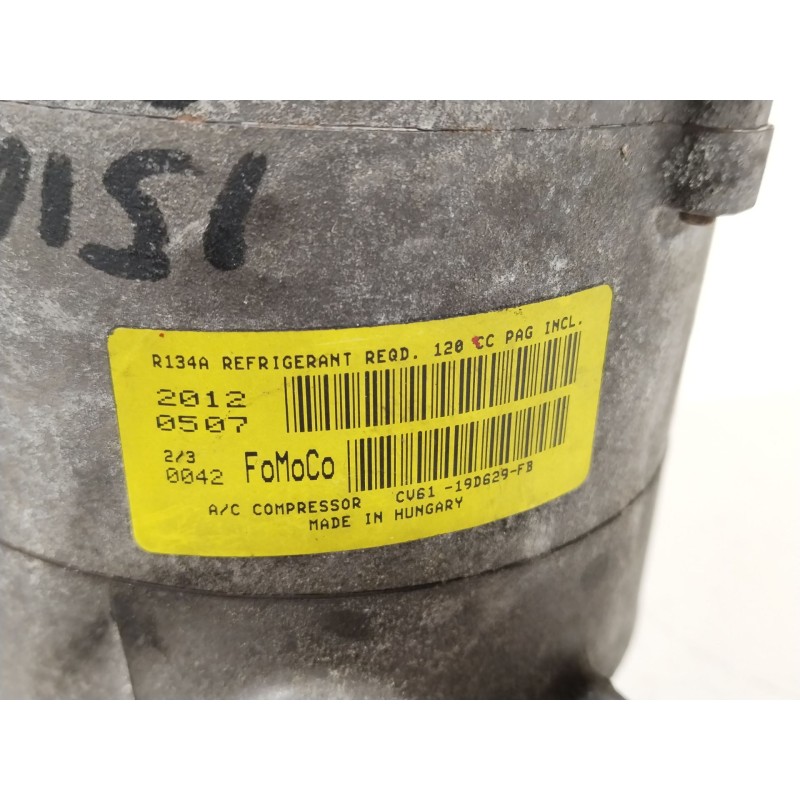 R134A REFRIGERANT REQD. 120 CC PAG INCL.
2012
0507
2/3
0042 FoMoCo
A/C COMPRESSOR CV61-19D629-FB
MADE IN HUNGARY